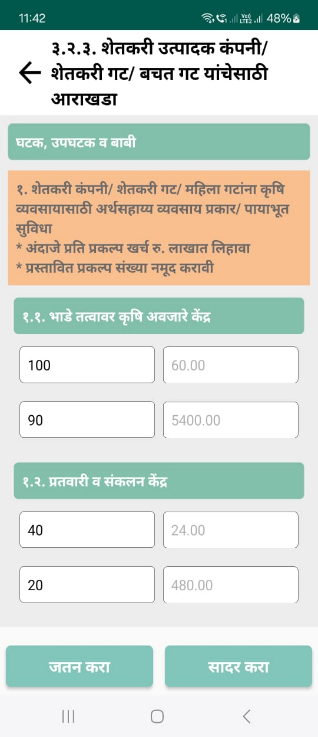 11:42
48%
३.२.३. शेतकरी उत्पादक कंपनी/
शेतकरी गट/ बचत गट यांचेसाठी
आराखडा
घटक, उपघटक व बाबी
१. शेतकरी कंपनी/ शेतकरी गट/ महिला गटांना कृषि
व्यवसायासाठी अर्थसहाय्य व्यवसाय प्रकार/ पायाभूत
सुविधा
* अंदाजे प्रति प्रकल्प खर्च रु. लाखात लिहावा
* प्रस्तावित प्रकल्प संख्या नमूद करावी
१.१. भाडे तत्वावर कृषि अवजारे केंद्र
100 60.00
90 5400.00
१.२. प्रतवारी व संकलन केंद्र
40 24.00
20 480.00
जतन करा सादर करा